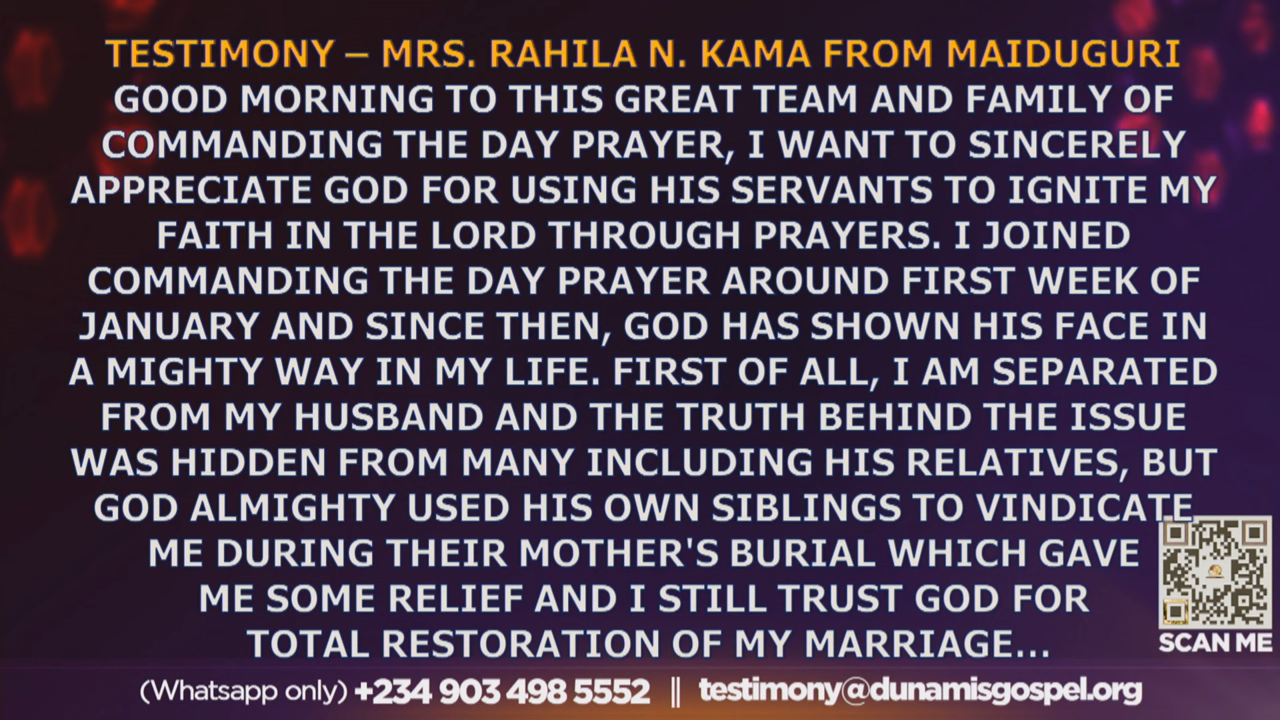 TESTIMONY – MRS. RAHILA N. KAMA FROM MAIDUGURI
GOOD MORNING TO THIS GREAT TEAM AND FAMILY OF
COMMANDING THE DAY PRAYER, I WANT TO SINCERELY
APPRECIATE GOD FOR USING HIS SERVANTS TO IGNITE MY
FAITH IN THE LORD THROUGH PRAYERS. I JOINED
COMMANDING THE DAY PRAYER AROUND FIRST WEEK OF
JANUARY AND SINCE THEN, GOD HAS SHOWN HIS FACE IN
A MIGHTY WAY IN MY LIFE. FIRST OF ALL, I AM SEPARATED
FROM MY HUSBAND AND THE TRUTH BEHIND THE ISSUE
WAS HIDDEN FROM MANY INCLUDING HIS RELATIVES, BUT
GOD ALMIGHTY USED HIS OWN SIBLINGS TO VINDICATE
ME DURING THEIR MOTHER'S BURIAL WHICH GAVE
ME SOME RELIEF AND I STILL TRUST GOD FOR
TOTAL RESTORATION OF MY MARRIAGE...
SCAN ME
(Whatsapp only) +234 903 498 5552 || testimony@dunamisgospel.org